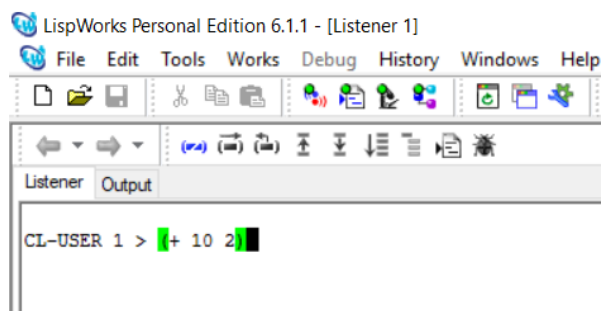 LispWorks Personal Edition 6.1.1 - [Listener 1]
File Edit Tools Works Debug History Windows Help
Listener Output
CL-USER 1 > (+ 10 2)